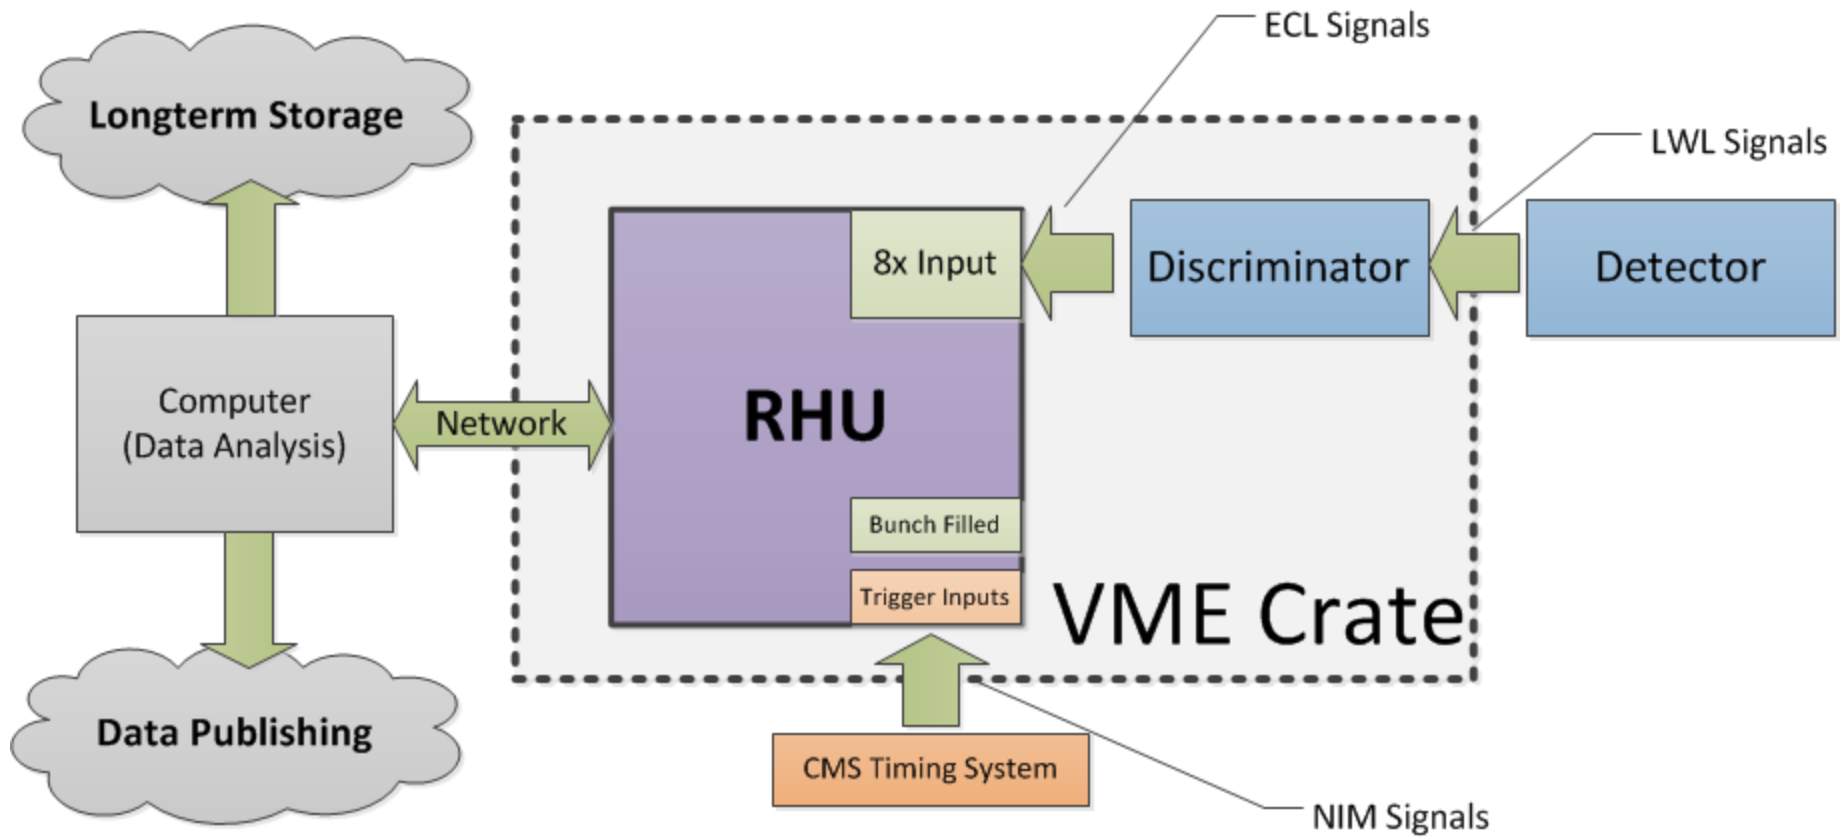 ECL Signals
Longterm Storage
LWL Signals
8x Input
Discriminator
Detector
Computer
(Data Analysis)
Network
RHU
Bunch Filled
Trigger Inputs
VME Crate
Data Publishing
CMS Timing System
NIM Signals